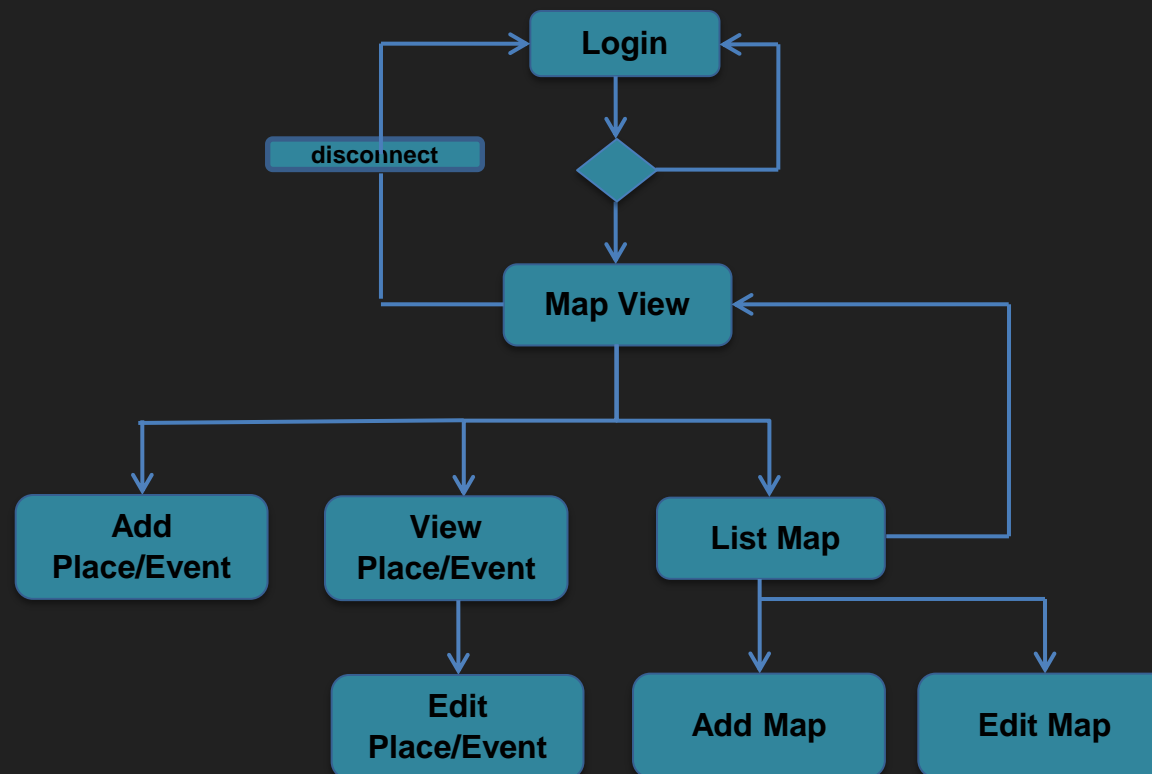 Login
disconnect
Map View
Add
Place/Event
View
Place/Event
List Map
Edit
Place/Event
Add Map
Edit Map